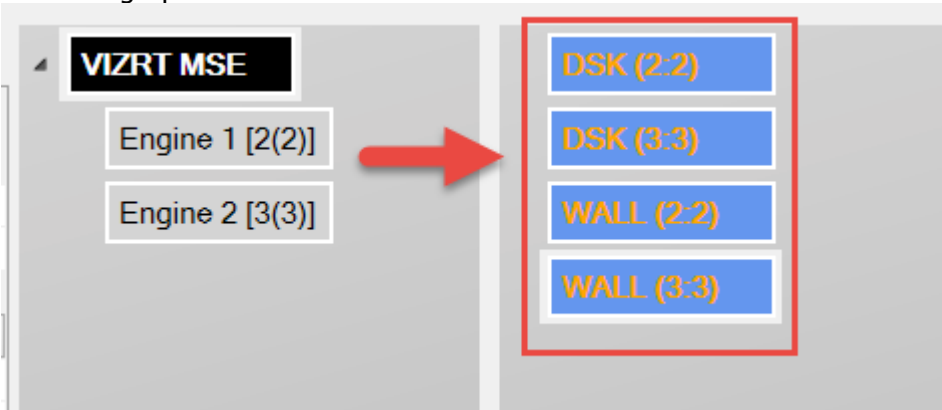 VIZRT MSE
Engine 1 [2(2)]
Engine 2 [3(3)]
DSK (2:2)
DSK (3:3)
WALL (2:2)
WALL (3:3)